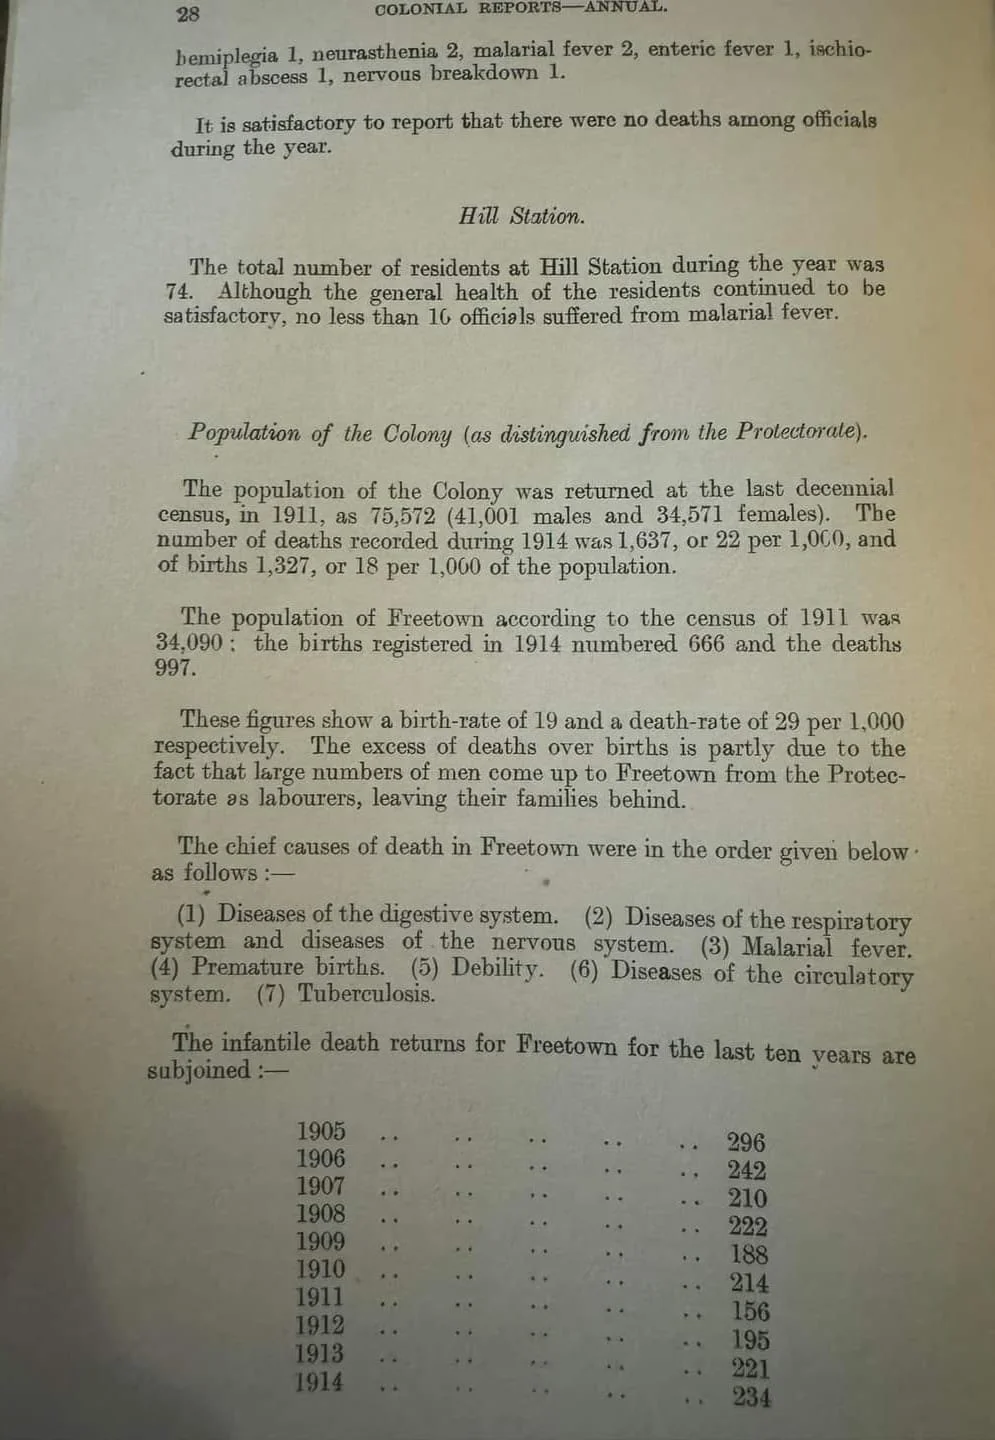 28
COLONIAL REPORTS—ANNUAL.
hemiplegia 1, neurasthenia 2, malarial fever 2, enteric fever 1, ischio-
rectal abscess 1, nervous breakdown 1.
It is satisfactory to report that there were no deaths among officials
during the year.
Hill Station.
The total number of residents at Hill Station during the year was
74. Although the general health of the residents continued to be
satisfactory, no less than officials suffered from malarial fever.
Population of the Colony (as distinguished from the Protectorate).
The population of the Colony was returned at the last decennial
census, in 1911, as 75,572 (41,001 males and 34,571 females). The
number of deaths recorded during 1914 was 1,637, or 22 per 1,000, and
of births 1,327, or 18 per 1,000 of the population.
The population of Freetown according to the census of 1911 was
34,090 ; the births registered in 1914 numbered 666 and the deaths
997.
These figures show a birth-rate of 19 and a death-rate of 29 per 1,000
respectively. The excess of deaths over births is partly due to the
fact that large numbers of men come up to Freetown from the Protec-
torate as labourers, leaving their families behind.
The chief causes of death in Freetown were in the order given below
as follows :—
(1) Diseases of the digestive system. (2) Diseases of the respiratory
system and diseases of the nervous system. (3) Malarial fever.
(4) Premature births. (5) Debility. (6) Diseases of the circulatory
system. (7) Tuberculosis.
The infantile death returns for Freetown for the last ten years are
subjoined :—
1905 .. .. .. .. .. 296
1906 .. .. .. .. .. 242
1907 .. .. .. .. .. 210
1908 .. .. .. .. .. 222
1909 .. .. .. .. .. 188
1910 .. .. .. .. .. 214
1911 .. .. .. .. .. 156
1912 .. .. .. .. .. 195
1913 .. .. .. .. .. 221
1914 .. .. .. .. .. 234